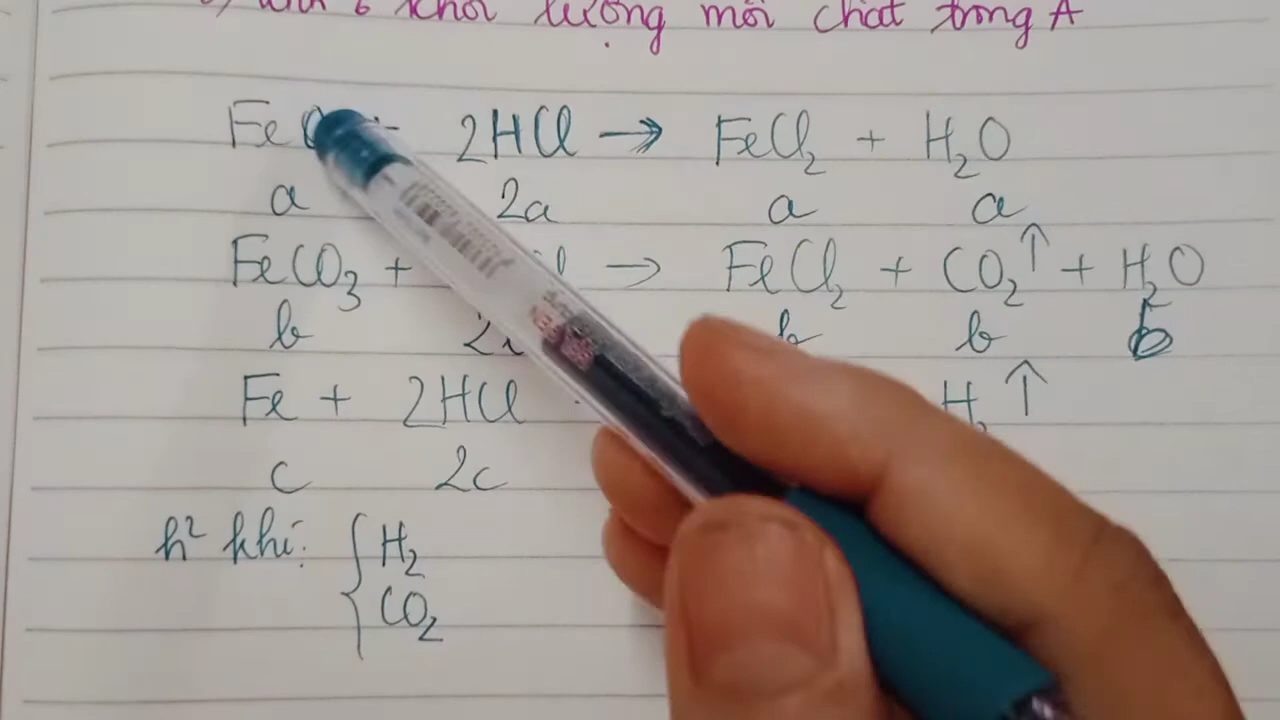 khối lượng mỗi chất trong A
Fe 2HCl → FeCl₂ + H₂O
a 2a a a
FeCO₃ + → FeCl₂ + CO₂↑ + H₂O
b b b
Fe + 2HCl H₂ ↑
c 2c
h² khí: { H₂
CO₂